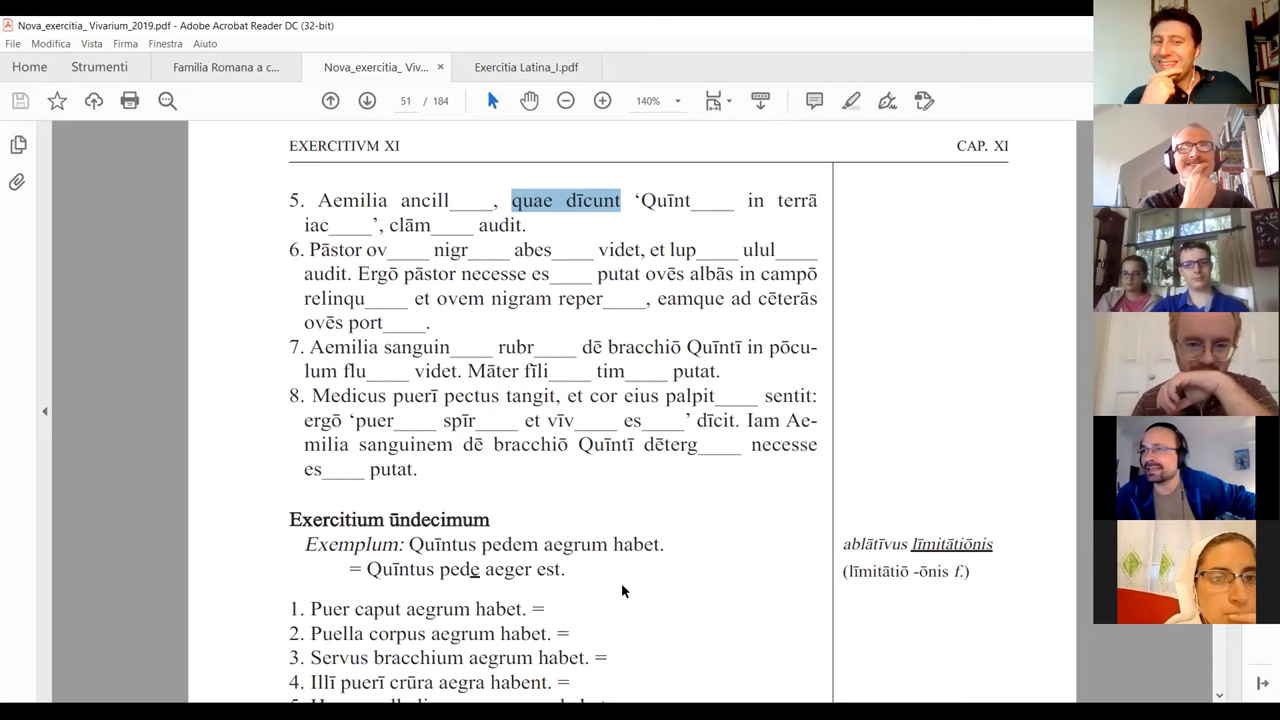 Nova_exercitia_ Vivarium_2019.pdf - Adobe Acrobat Reader DC (32-bit)
File Modifica Vista Firma Finestra Aiuto
Home Strumenti Familia Romana a c... Nova_exercitia_ Viv... × Exercitia Latina_I.pdf
51 / 184 140%
EXERCITIVM XI CAP. XI
5. Aemilia ancill____, quae dīcunt ‘Quīnt____ in terrā
iac____’, clām____ audit.
6. Pāstor ov____ nigr____ abes____ videt, et lup____ ulul____
audit. Ergō pāstor necesse es____ putat ovēs albās in campō
relinqu____ et ovem nigram reper____, eamque ad cēterās
ovēs port____.
7. Aemilia sanguin____ rubr____ dē bracchiō Quīntī in pōcu-
lum flu____ videt. Māter fīli____ tim____ putat.
8. Medicus puerī pectus tangit, et cor eius palpit____ sentit:
ergō ‘puer____ spīr____ et vīv____ es____’ dīcit. Iam Ae-
milia sanguinem dē bracchiō Quīntī dēterg____ necesse
es____ putat.
Exercitium ūndecimum
Exemplum: Quīntus pedem aegrum habet.
= Quīntus pede aeger est.
ablātīvus līmitātiōnis
(līmitātiō -ōnis f.)
1. Puer caput aegrum habet. =
2. Puella corpus aegrum habet. =
3. Servus bracchium aegrum habet. =
4. Illī puerī crūra aegra habent. =